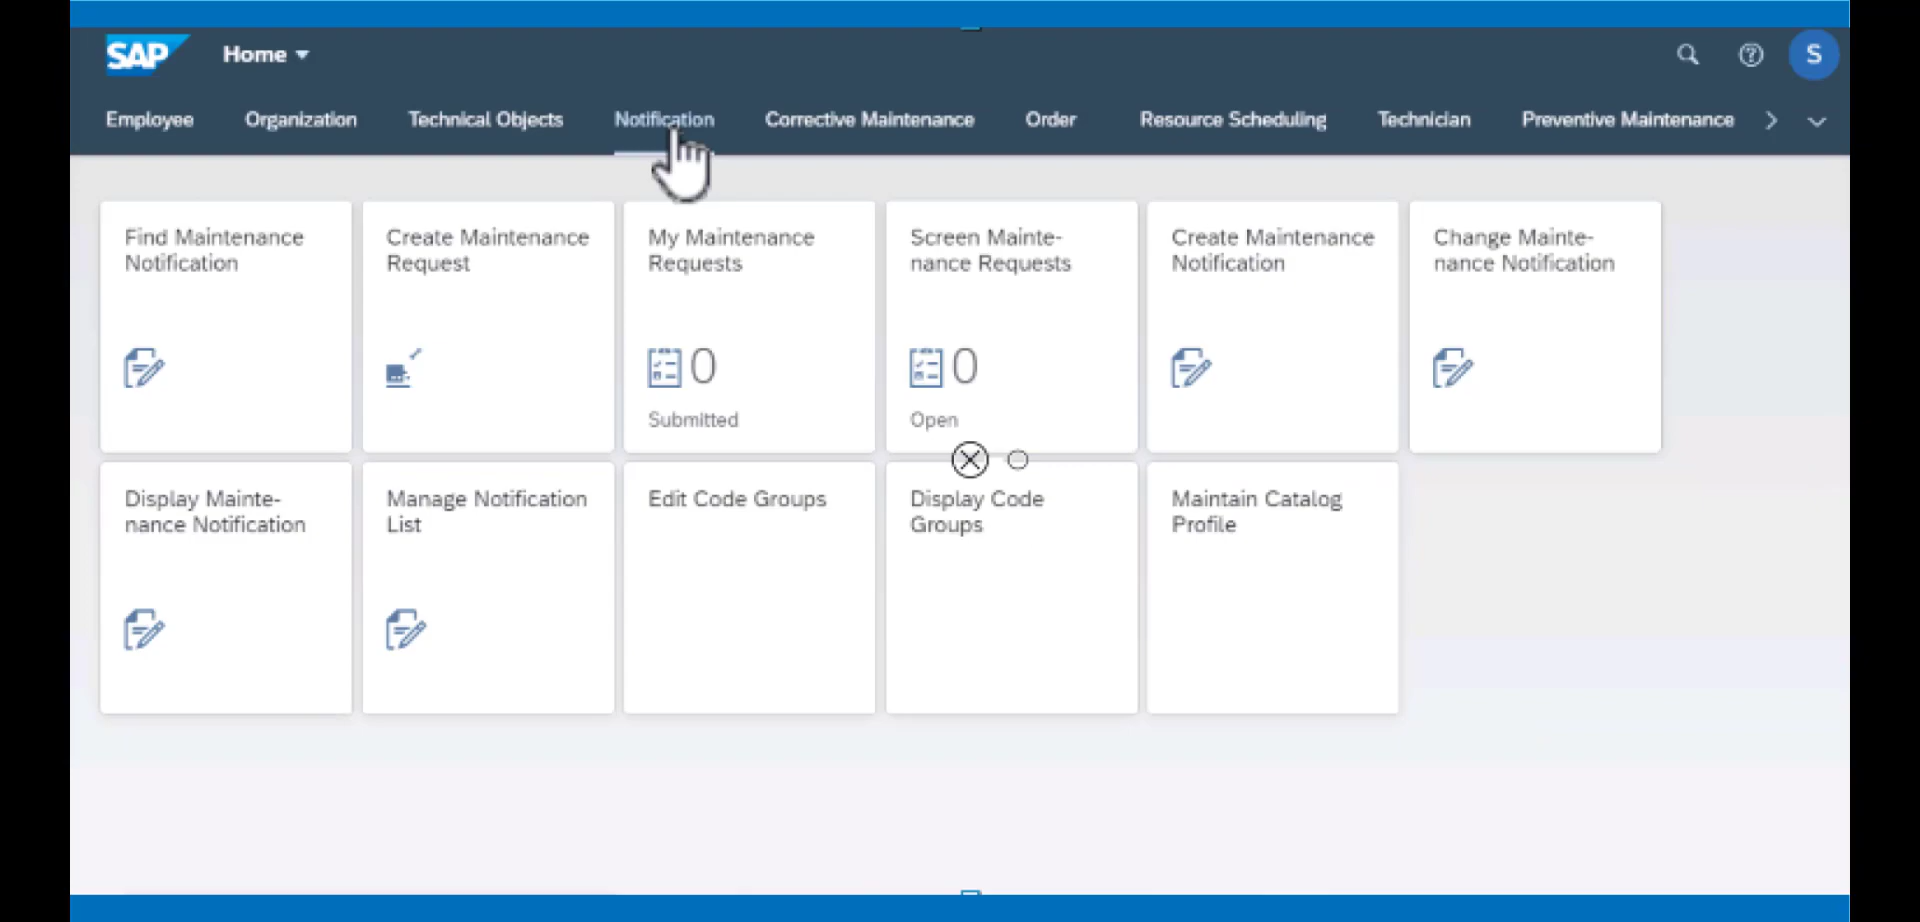 SAP Home
S
Employee Organization Technical Objects Notification Corrective Maintenance Order Resource Scheduling Technician Preventive Maintenance
Find Maintenance
Notification
Create Maintenance
Request
My Maintenance
Requests
0
Submitted
Screen Mainte-
nance Requests
0
Open
Create Maintenance
Notification
Change Mainte-
nance Notification
Display Mainte-
nance Notification
Manage Notification
List
Edit Code Groups
Display Code
Groups
Maintain Catalog
Profile